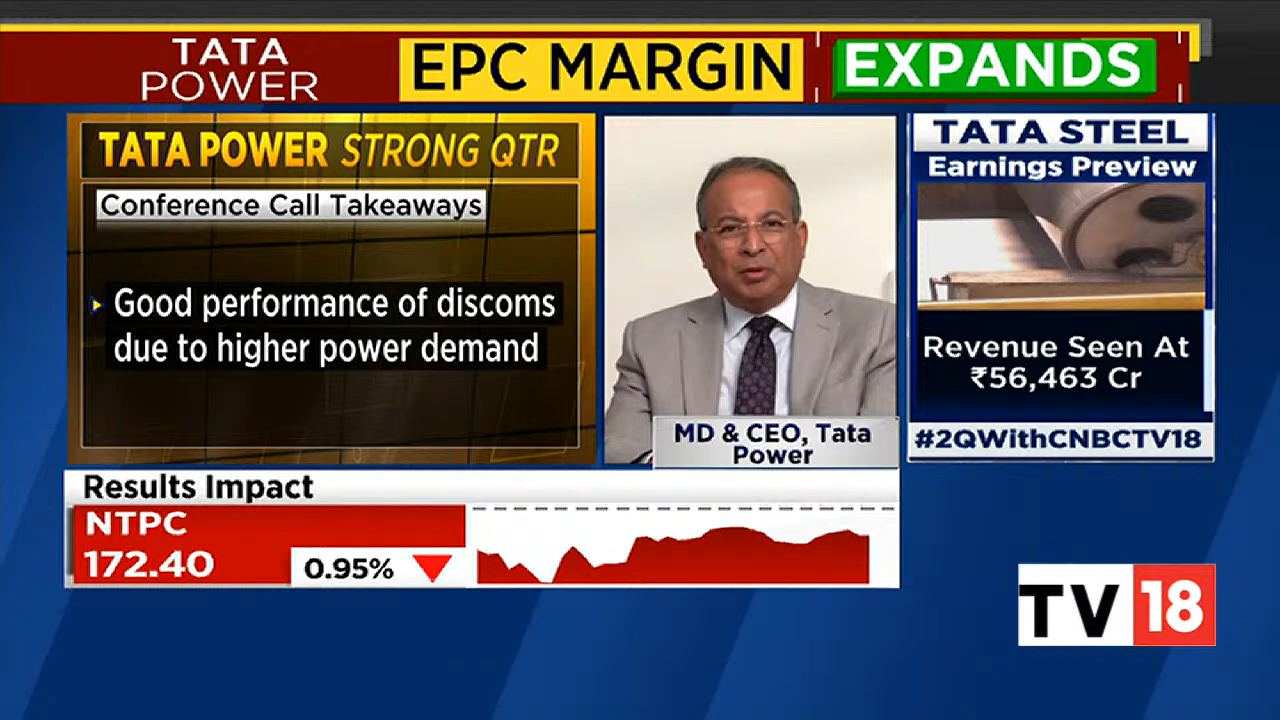 TATA
POWER
EPC MARGIN
EXPANDS
TATA POWER STRONG QTR
Conference Call Takeaways
Good performance of discoms
due to higher power demand
MD & CEO, Tata
Power
TATA STEEL
Earnings Preview
Revenue Seen At
₹56,463 Cr
#2QWithCNBCTV18
Results Impact
NTPC
172.40
0.95%
TV18